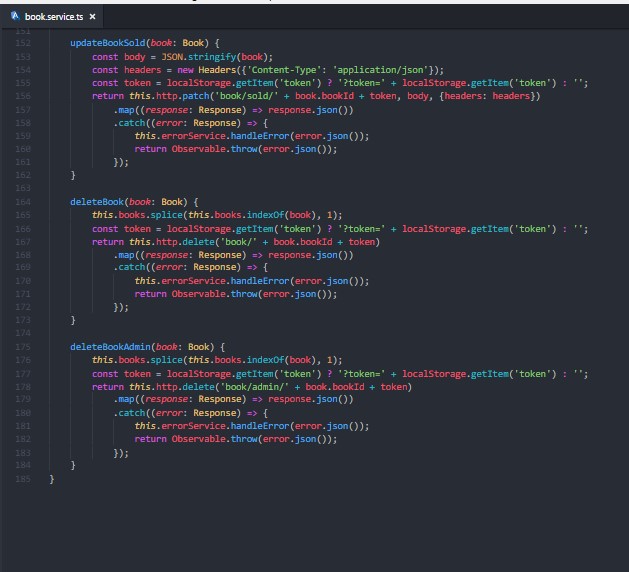 book.service.ts ×
151
152 updateBookSold(book: Book) {
153 const body = JSON.stringify(book);
154 const headers = new Headers({'Content-Type': 'application/json'});
155 const token = localStorage.getItem('token') ? '?token=' + localStorage.getItem('token') : '';
156 return this.http.patch('book/sold/' + book.bookId + token, body, {headers: headers})
157 .map((response: Response) => response.json())
158 .catch((error: Response) => {
159 this.errorService.handleError(error.json());
160 return Observable.throw(error.json());
161 });
162 }
163
164 deleteBook(book: Book) {
165 this.books.splice(this.books.indexOf(book), 1);
166 const token = localStorage.getItem('token') ? '?token=' + localStorage.getItem('token') : '';
167 return this.http.delete('book/' + book.bookId + token)
168 .map((response: Response) => response.json())
169 .catch((error: Response) => {
170 this.errorService.handleError(error.json());
171 return Observable.throw(error.json());
172 });
173 }
174
175 deleteBookAdmin(book: Book) {
176 this.books.splice(this.books.indexOf(book), 1);
177 const token = localStorage.getItem('token') ? '?token=' + localStorage.getItem('token') : '';
178 return this.http.delete('book/admin/' + book.bookId + token)
179 .map((response: Response) => response.json())
180 .catch((error: Response) => {
181 this.errorService.handleError(error.json());
182 return Observable.throw(error.json());
183 });
184 }
185 }